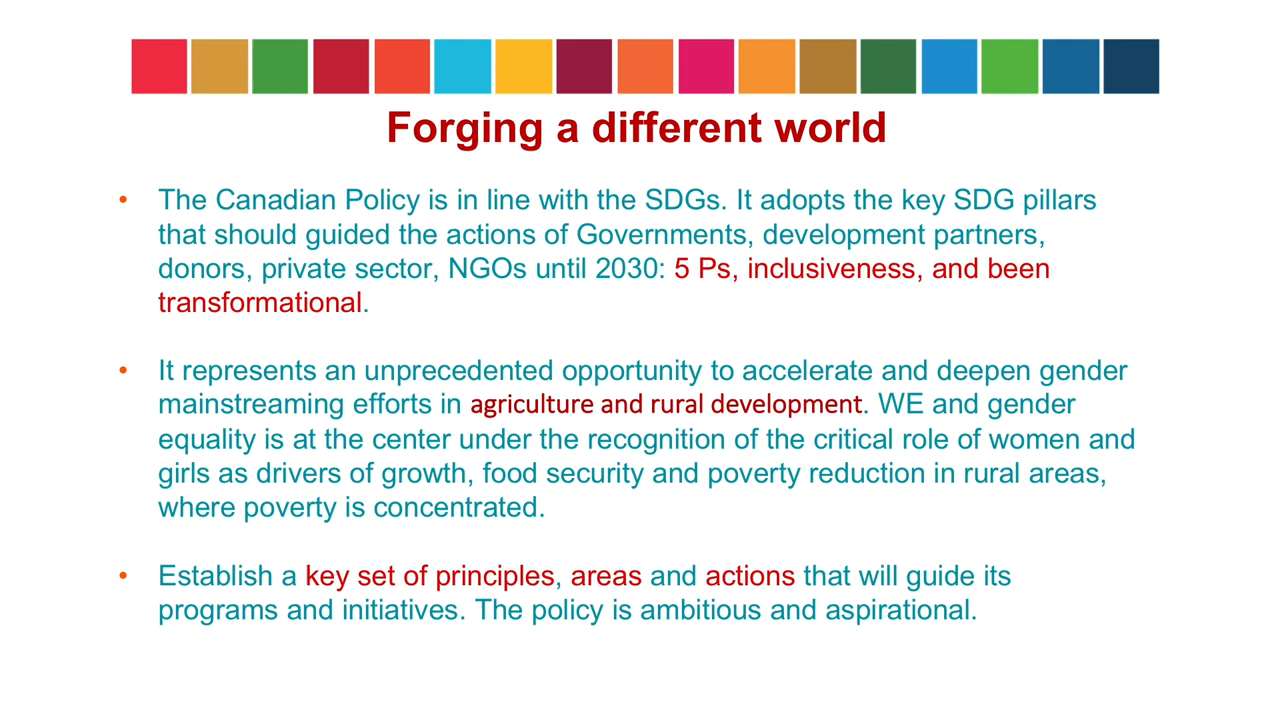 Forging a different world
• The Canadian Policy is in line with the SDGs. It adopts the key SDG pillars
that should guided the actions of Governments, development partners,
donors, private sector, NGOs until 2030: 5 Ps, inclusiveness, and been
transformational.
• It represents an unprecedented opportunity to accelerate and deepen gender
mainstreaming efforts in agriculture and rural development. WE and gender
equality is at the center under the recognition of the critical role of women and
girls as drivers of growth, food security and poverty reduction in rural areas,
where poverty is concentrated.
• Establish a key set of principles, areas and actions that will guide its
programs and initiatives. The policy is ambitious and aspirational.